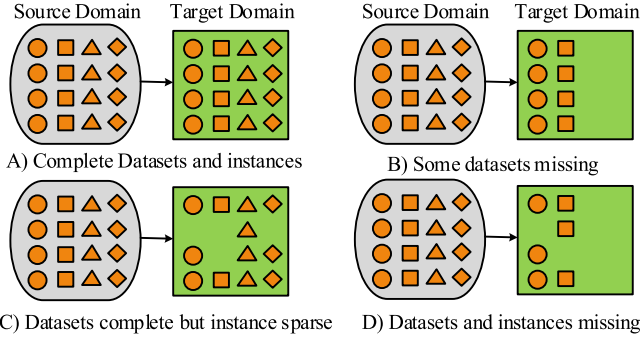 Source Domain Target Domain Source Domain Target Domain
A) Complete Datasets and instances
B) Some datasets missing
C) Datasets complete but instance sparse
D) Datasets and instances missing